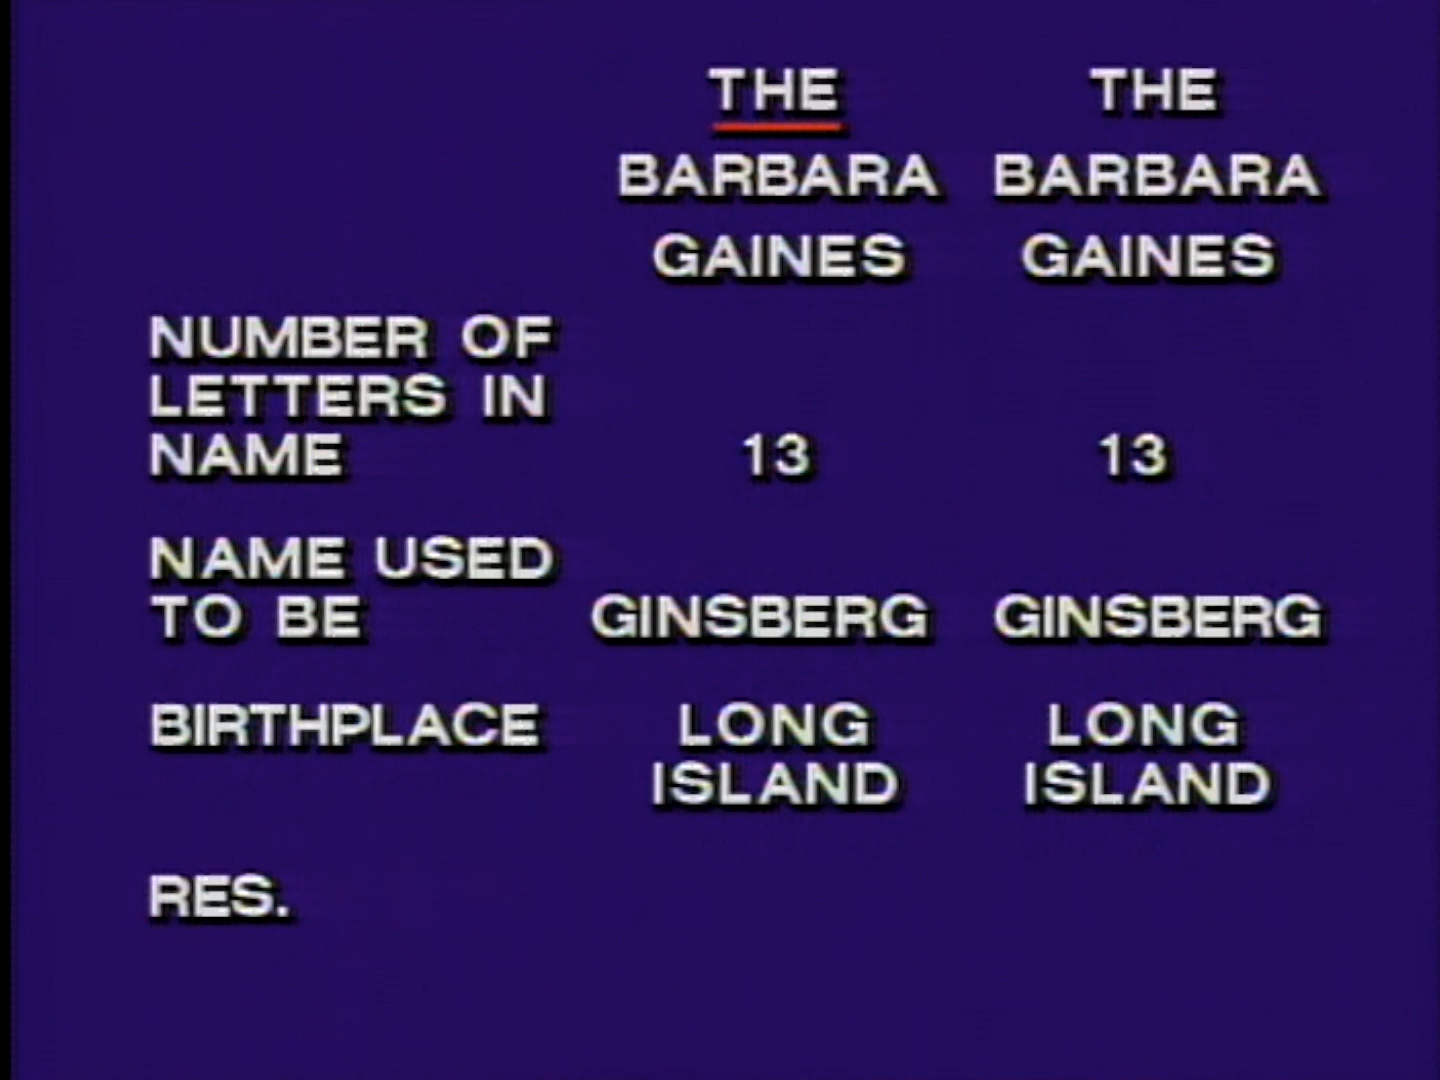 THE THE
BARBARA BARBARA
GAINES GAINES
NUMBER OF
LETTERS IN
NAME 13 13
NAME USED
TO BE GINSBERG GINSBERG
BIRTHPLACE LONG LONG
ISLAND ISLAND
RES.